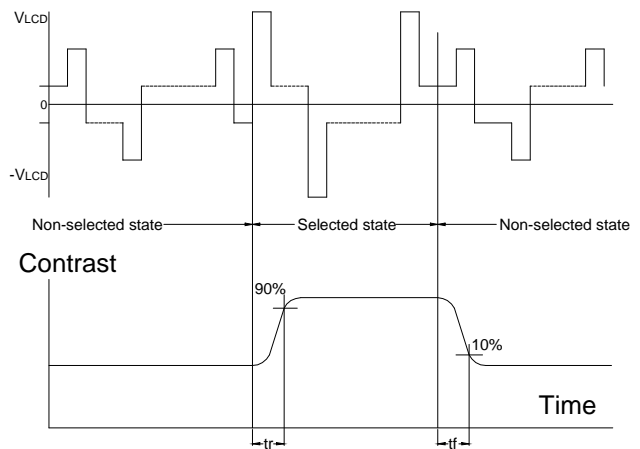 VLCD
0
-VLCD
Non-selected state
Selected state
Non-selected state
Contrast
90%
10%
Time
tr
tf